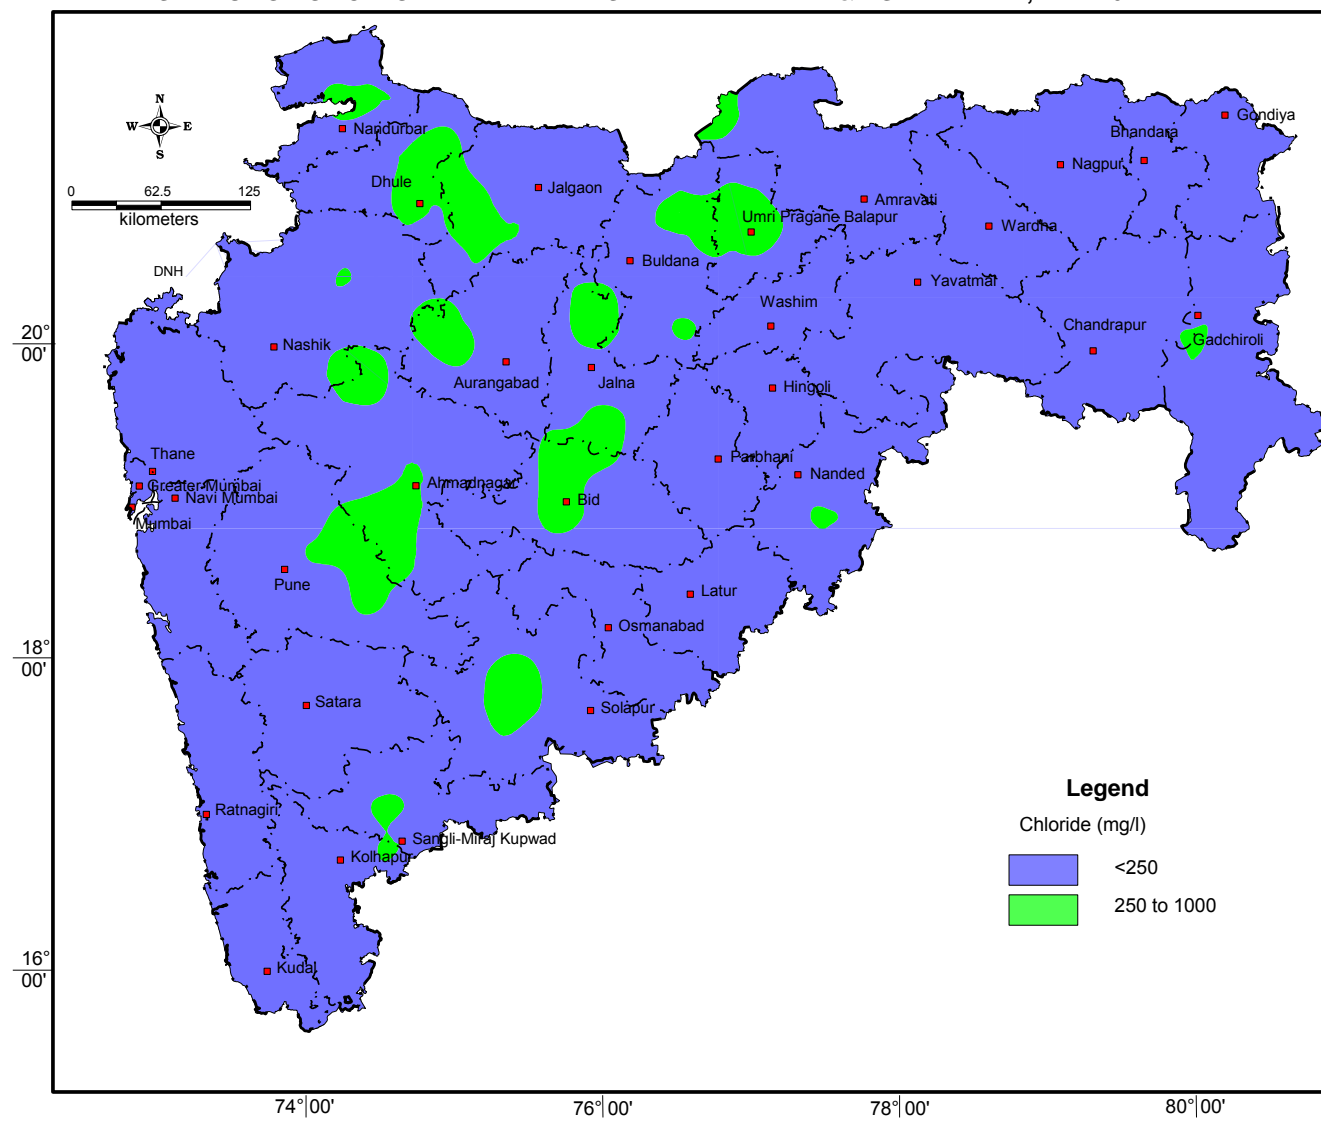 N
W E
S
0 62.5 125
kilometers
DNH
Nandurbar
Dhule
Jalgaon
Gondiya
Bhandara
Nagpur
Amravati
Umri Pragane Balapur
Wardha
Buldana
Yavatmal
Washim
Chandrapur
Gadchiroli
Nashik
Aurangabad
Jalna
Hingoli
Thane
Greater Mumbai
Navi Mumbai
Mumbai
Ahmadnagar
Bid
Parbhani
Nanded
Pune
Latur
Osmanabad
Satara
Solapur
Ratnagiri
Sangli-Miraj Kupwad
Kolhapur
Kudal
Legend
Chloride (mg/l)
<250
250 to 1000
20°
00'
18°
00'
16°
00'
74°00' 76°00' 78°00' 80°00'